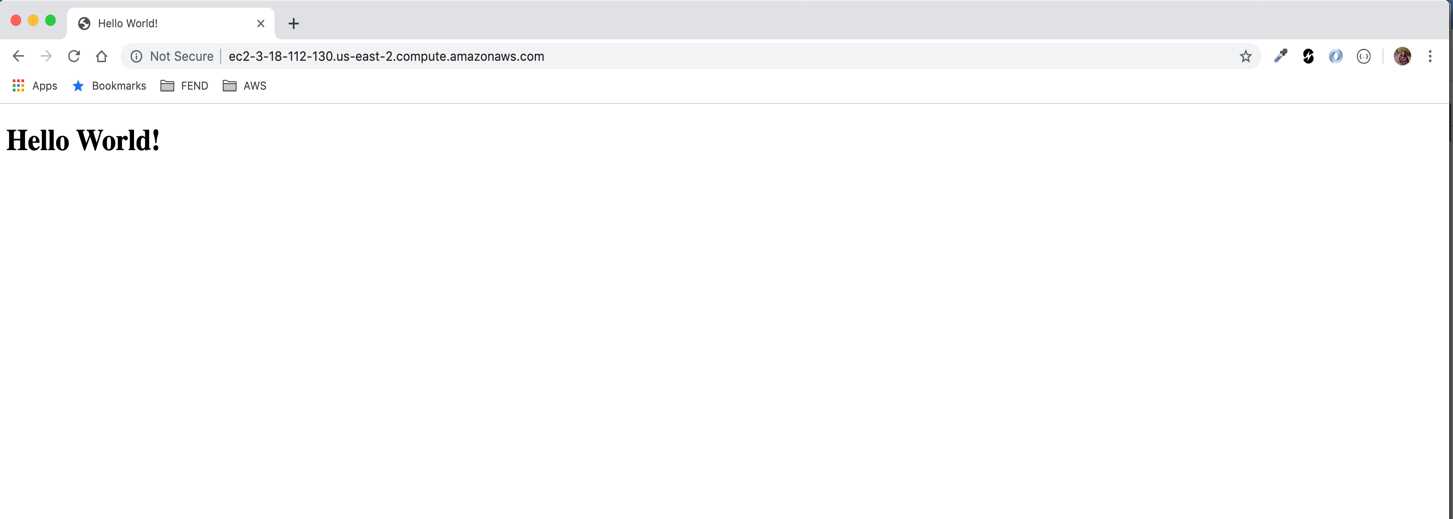 Hello World!
Not Secure ec2-3-18-112-130.us-east-2.compute.amazonaws.com
Apps Bookmarks FEND AWS
Hello World!